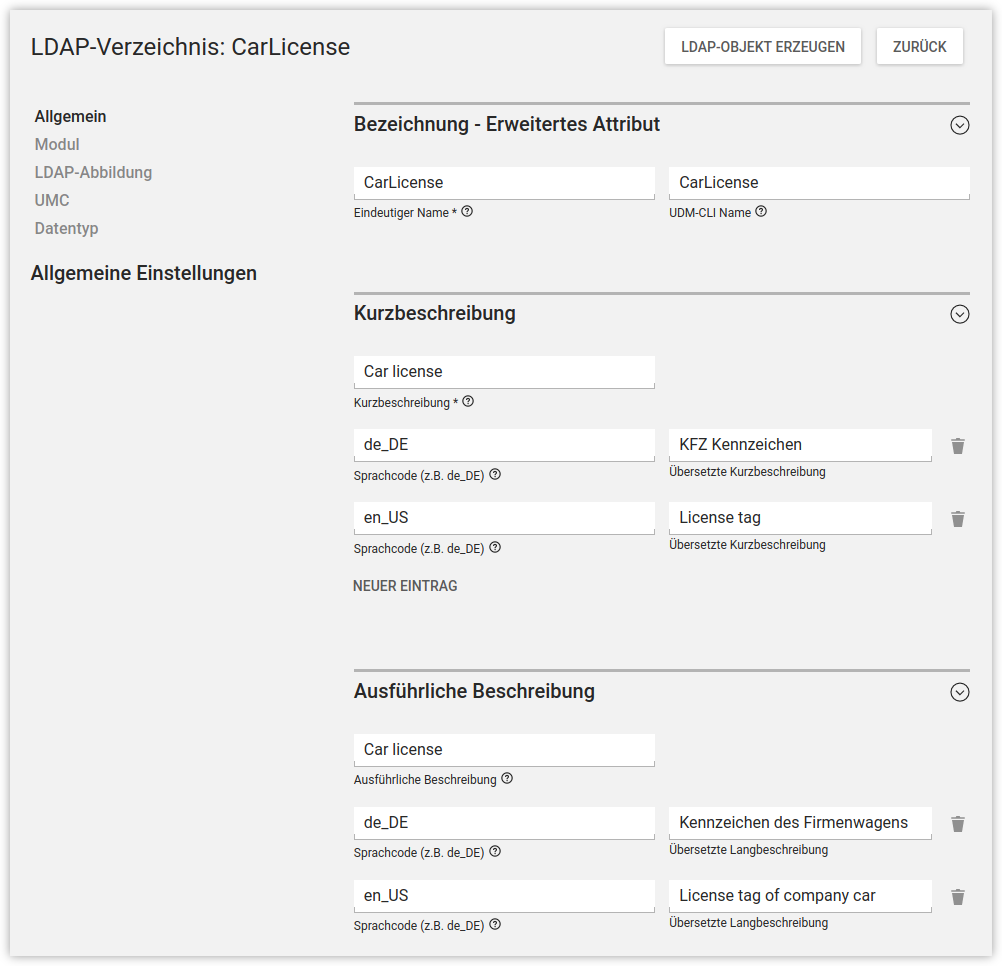 LDAP-Verzeichnis: CarLicense
LDAP-OBJEKT ERZEUGEN
ZURÜCK
Allgemein
Modul
LDAP-Abbildung
UMC
Datentyp
Allgemeine Einstellungen
Bezeichnung - Erweitertes Attribut
CarLicense
CarLicense
Eindeutiger Name *
UDM-CLI Name
Kurzbeschreibung
Car license
Kurzbeschreibung *
de_DE
KFZ Kennzeichen
Sprachcode (z.B. de_DE)
Übersetzte Kurzbeschreibung
en_US
License tag
Sprachcode (z.B. de_DE)
Übersetzte Kurzbeschreibung
NEUER EINTRAG
Ausführliche Beschreibung
Car license
Ausführliche Beschreibung
de_DE
Kennzeichen des Firmenwagens
Sprachcode (z.B. de_DE)
Übersetzte Langbeschreibung
en_US
License tag of company car
Sprachcode (z.B. de_DE)
Übersetzte Langbeschreibung